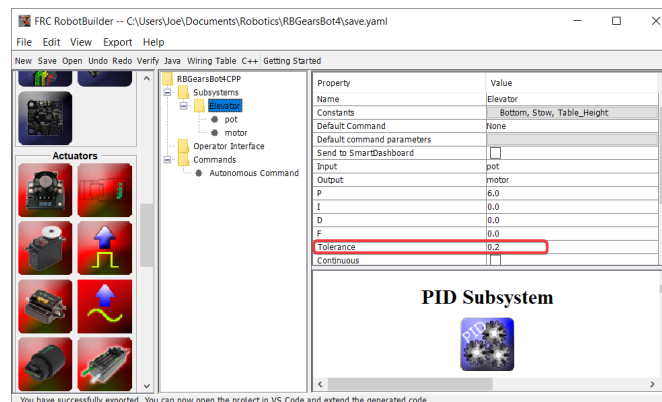 FRC RobotBuilder -- C:\Users\Joe\Documents\Robotics\RBGearsBot4\save.yaml
File Edit View Export Help
New Save Open Undo Redo Verify Java Wiring Table C++ Getting Started
Actuators
RBGearsBot4CPP
Subsystems
Elevator
pot
motor
Operator Interface
Commands
Autonomous Command
Property Value
Name Elevator
Constants Bottom, Stow, Table_Height
Default Command None
Default command parameters
Send to SmartDashboard
Input pot
Output motor
P 6.0
I 0.0
D 0.0
F 0.0
Tolerance 0.2
Continuous
PID Subsystem
PID
You have successfully exported. You can now open the project in VS Code and extend the generated code.